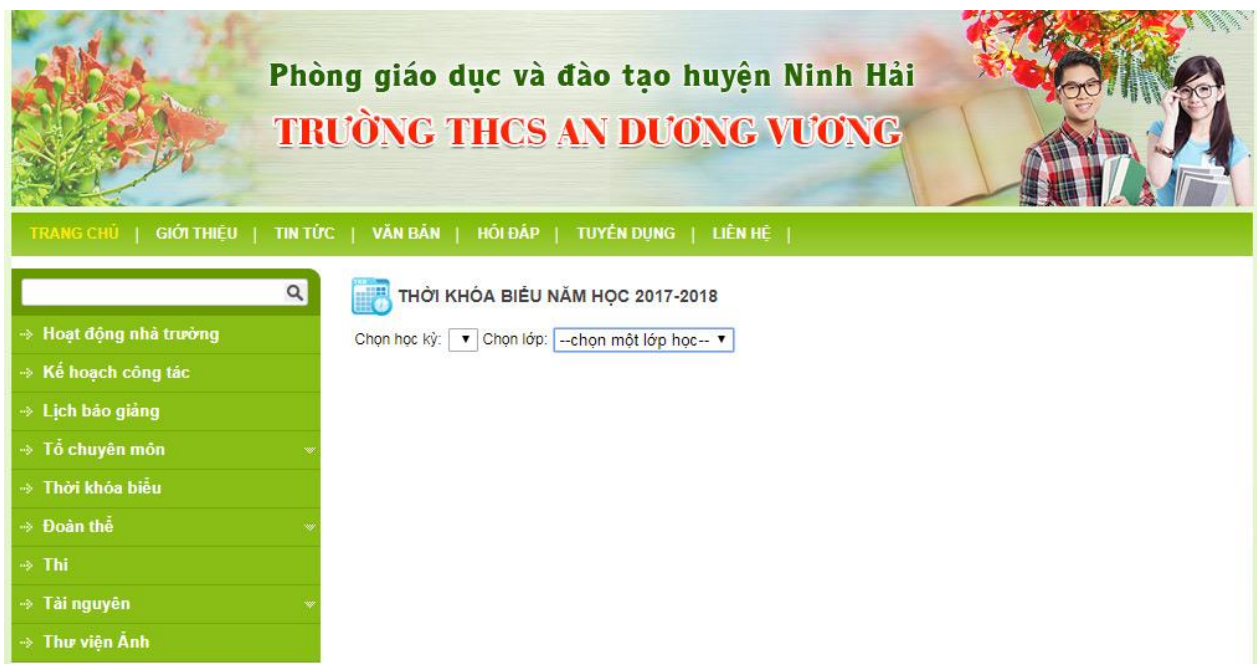 Phòng giáo dục và đào tạo huyện Ninh Hải
TRƯỜNG THCS AN DƯƠNG VƯƠNG
TRANG CHỦ | GIỚI THIỆU | TIN TỨC | VĂN BẢN | HỎI ĐÁP | TUYỂN DỤNG | LIÊN HỆ |
THỜI KHÓA BIỂU NĂM HỌC 2017-2018
Chọn học kỳ: Chọn lớp: --chọn một lớp học--
Hoạt động nhà trường
Kế hoạch công tác
Lịch báo giảng
Tổ chuyên môn
Thời khóa biểu
Đoàn thể
Thi
Tài nguyên
Thư viện Ảnh